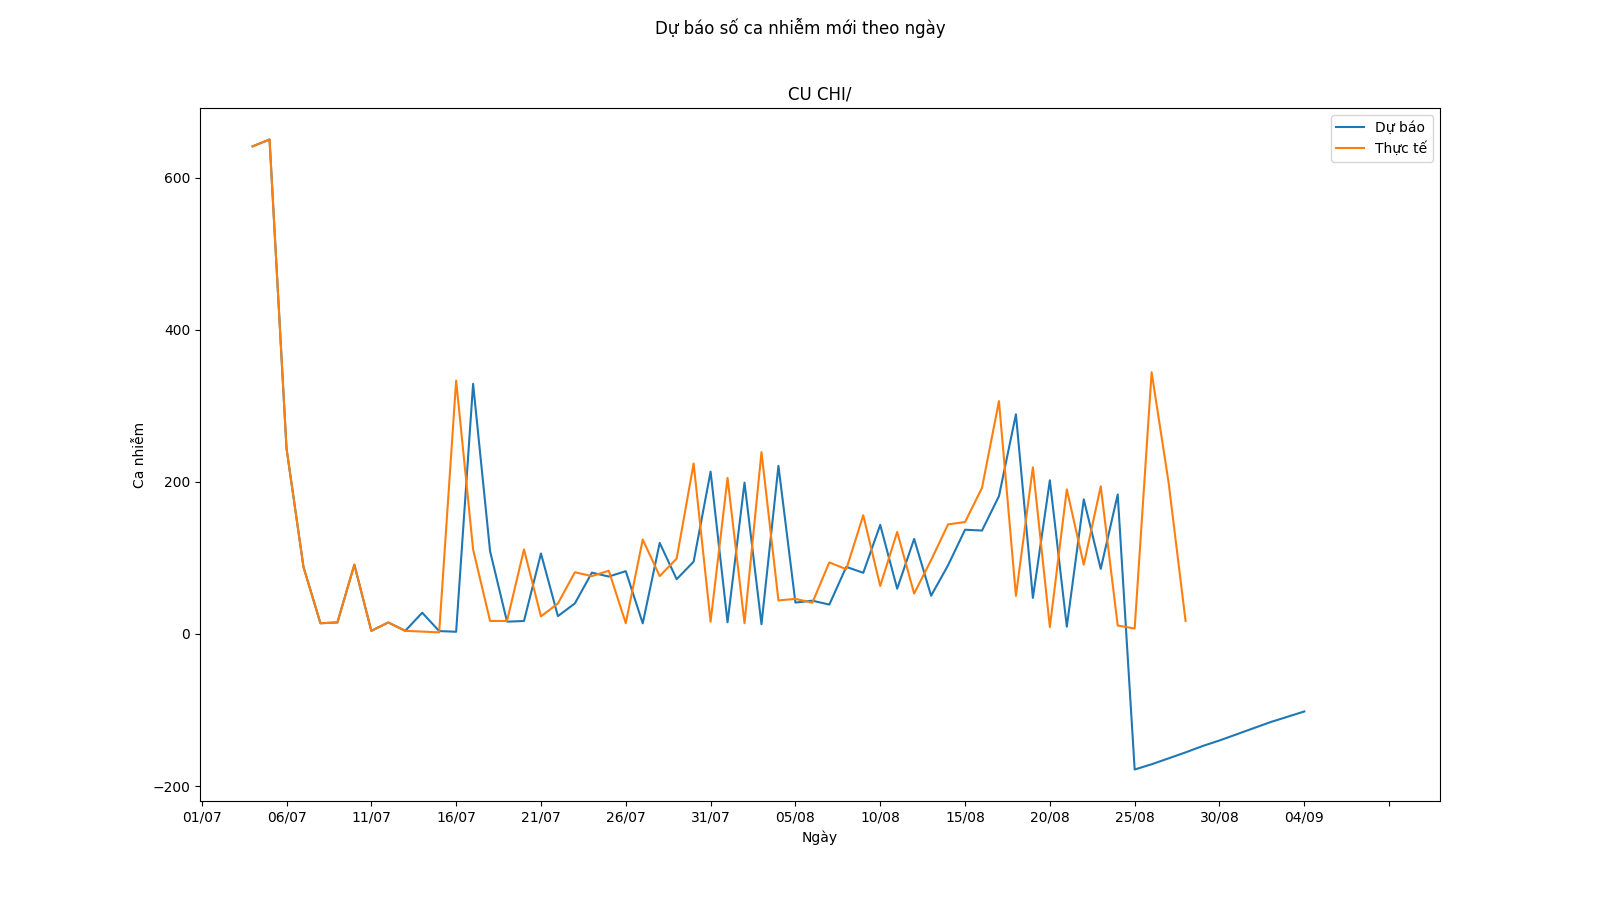 Dự báo số ca nhiễm mới theo ngày
CU CHI/
Dự báo
Thực tế
600
400
200
0
−200
Ca nhiễm
01/07 06/07 11/07 16/07 21/07 26/07 31/07 05/08 10/08 15/08 20/08 25/08 30/08 04/09
Ngày